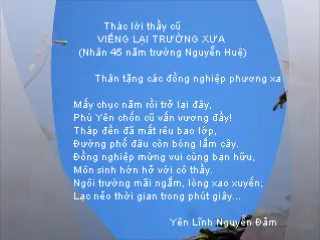 Thác lời thầy cũ
VIẾNG LẠI TRƯỜNG XƯA
(Nhân 45 năm trường Nguyễn Huệ)
Thân tặng các đồng nghiệp phương xa
Mấy chục năm rồi trở lại đây,
Phú Yên chốn cũ vấn vương đầy!
Tháp đền đã mất rêu bao lớp,
Đường phố đâu còn bóng lắm cây.
Đồng nghiệp mừng vui cùng bạn hữu,
Môn sinh hớn hở với cô thầy.
Ngôi trường mãi ngắm, lòng xao xuyến;
Lạc nẻo thời gian trong phút giây...
Yên Lĩnh Nguyễn Đằm